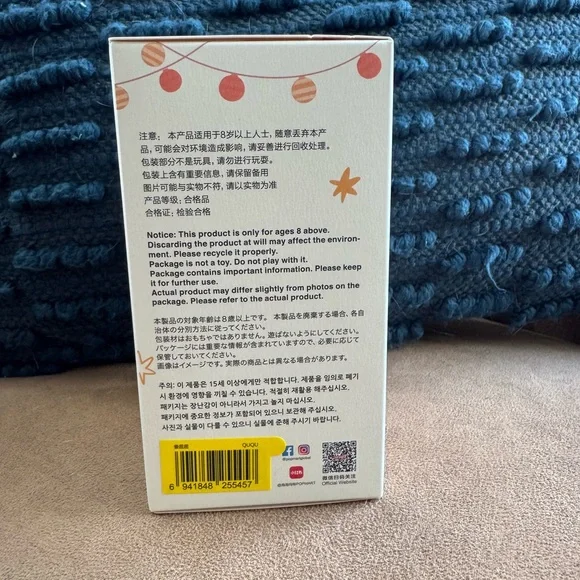 注意： 本产品适用于8岁以上人士，随意丢弃本产
品，可能会对环境造成影响，请妥善进行回收处理。
包装部分不是玩具，请勿进行玩耍。
包装上含有重要信息，请保留备用
图片可能与实物不符，请以实物为准
产品等级：合格品
合格证：检验合格
Notice: This product is only for ages 8 above.
Discarding the product at will may affect the environ-
ment. Please recycle it properly.
Package is not a toy. Do not play with it.
Package contains important information. Please keep
it for further use.
Actual product may differ slightly from photos on the
package. Please refer to the actual product.
本製品の対象年齢は8歳以上です。 本製品を廃棄する場合、各自
治体の分別方法に従ってください。
包装材はおもちゃではありません。遊ばないようにしてください。
パッケージには重要な情報が含まれていますので、必要に応じて
保管しておいてください。
画像はイメージです。実際の商品とは異なる場合があります。
주의: 이 제품은 15세 이상에게만 적합합니다. 제품을 임의로 폐기
시 환경에 영향을 끼칠 수 있습니다. 적절히 재활용 해주십시오.
패키지는 장난감이 아니라서 가지고 놀지 마십시오.
패키지에 중요한 정보가 포함되어 있으니 보관해 주십시오.
사진과 실물이 다를 수 있으니 실물에 준해 주시기 바랍니다.
QUQU
6 941848 255457
小红书
微信扫码关注
Official Website